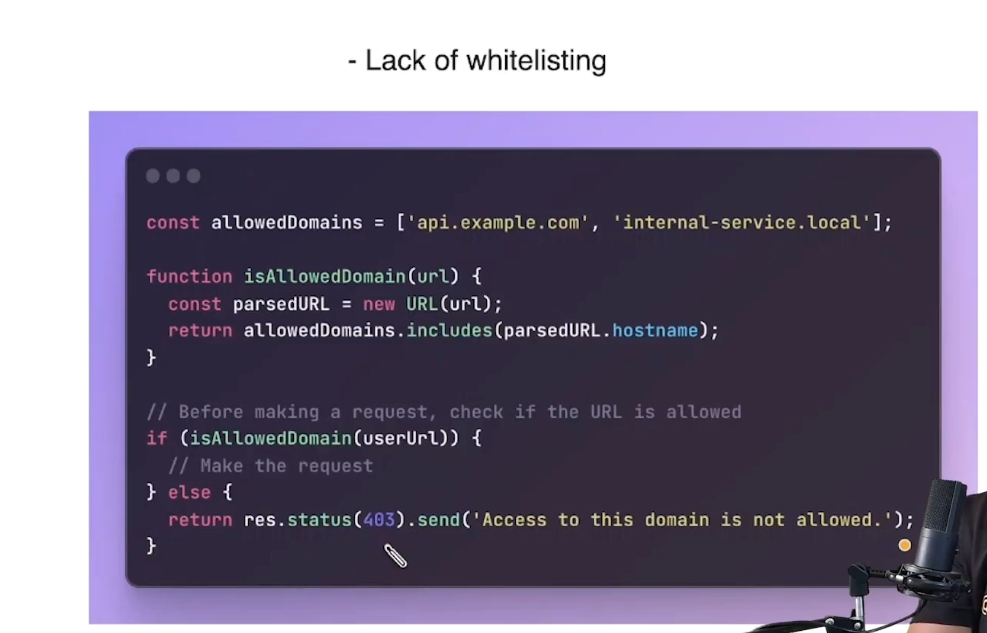 - Lack of whitelisting
const allowedDomains = ['api.example.com', 'internal-service.local'];
function isAllowedDomain(url) {
const parsedURL = new URL(url);
return allowedDomains.includes(parsedURL.hostname);
}
// Before making a request, check if the URL is allowed
if (isAllowedDomain(userUrl)) {
// Make the request
} else {
return res.status(403).send('Access to this domain is not allowed.');
}